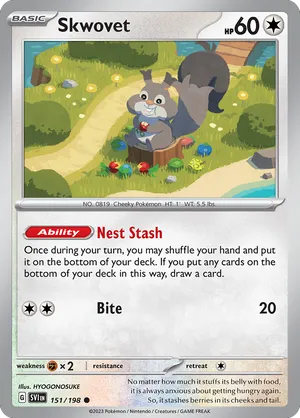 BASIC
Skwovet
HP60
NO. 0819 Cheeky Pokémon HT: 1' WT: 5.5 lbs
Ability Nest Stash
Once during your turn, you may shuffle your hand and put
it on the bottom of your deck. If you put any cards on the
bottom of your deck in this way, draw a card.
Bite 20
weakness ×2 resistance retreat
Illus. HYOGONOSUKE
G SVI EN 151/198
No matter how much it stuffs its belly with food,
it is always anxious about getting hungry again.
So, it stashes berries in its cheeks and tail.
©2023 Pokémon / Nintendo / Creatures / GAME FREAK